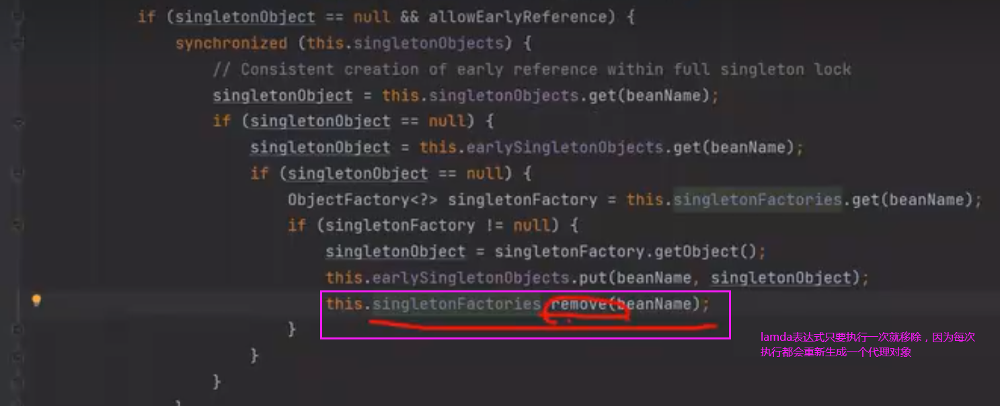 if (singletonObject == null && allowEarlyReference) {
synchronized (this.singletonObjects) {
// Consistent creation of early reference within full singleton lock
singletonObject = this.singletonObjects.get(beanName);
if (singletonObject == null) {
singletonObject = this.earlySingletonObjects.get(beanName);
if (singletonObject == null) {
ObjectFactory<?> singletonFactory = this.singletonFactories.get(beanName);
if (singletonFactory != null) {
singletonObject = singletonFactory.getObject();
this.earlySingletonObjects.put(beanName, singletonObject);
this.singletonFactories.remove(beanName);
}
}
}
lamda表达式只要执行一次就移除，因为每次
执行都会重新生成一个代理对象